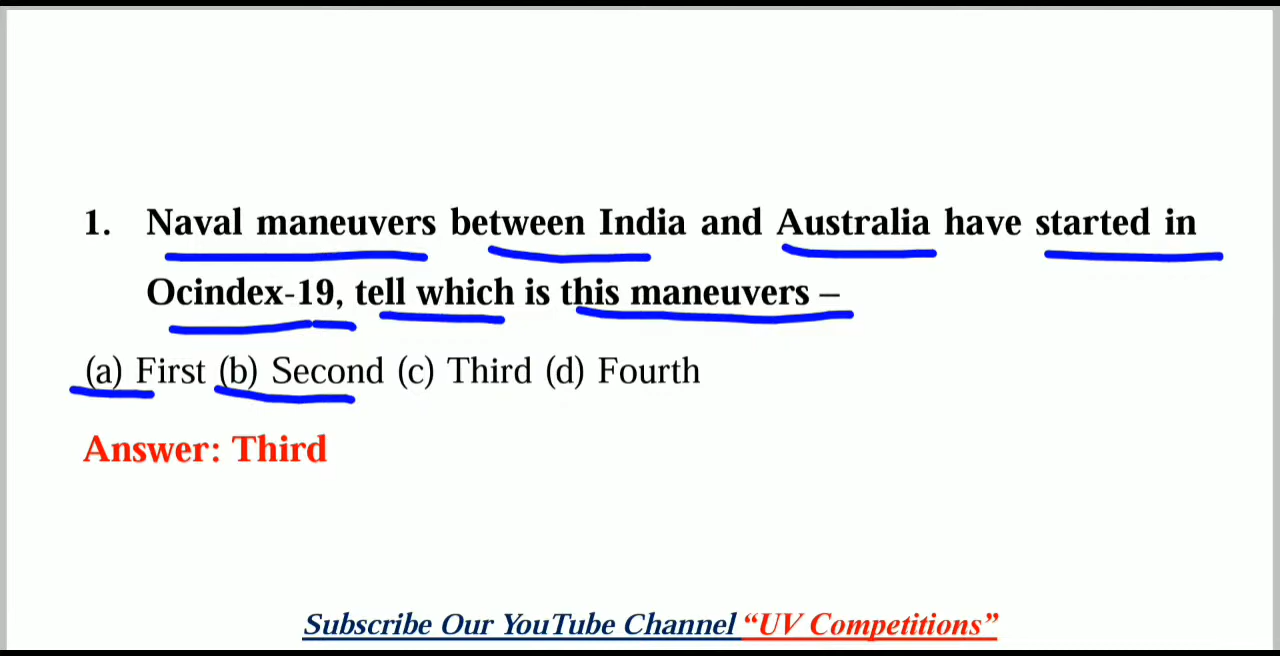 1. Naval maneuvers between India and Australia have started in
Ocindex-19, tell which is this maneuvers –
(a) First (b) Second (c) Third (d) Fourth
Answer: Third
Subscribe Our YouTube Channel “UV Competitions”